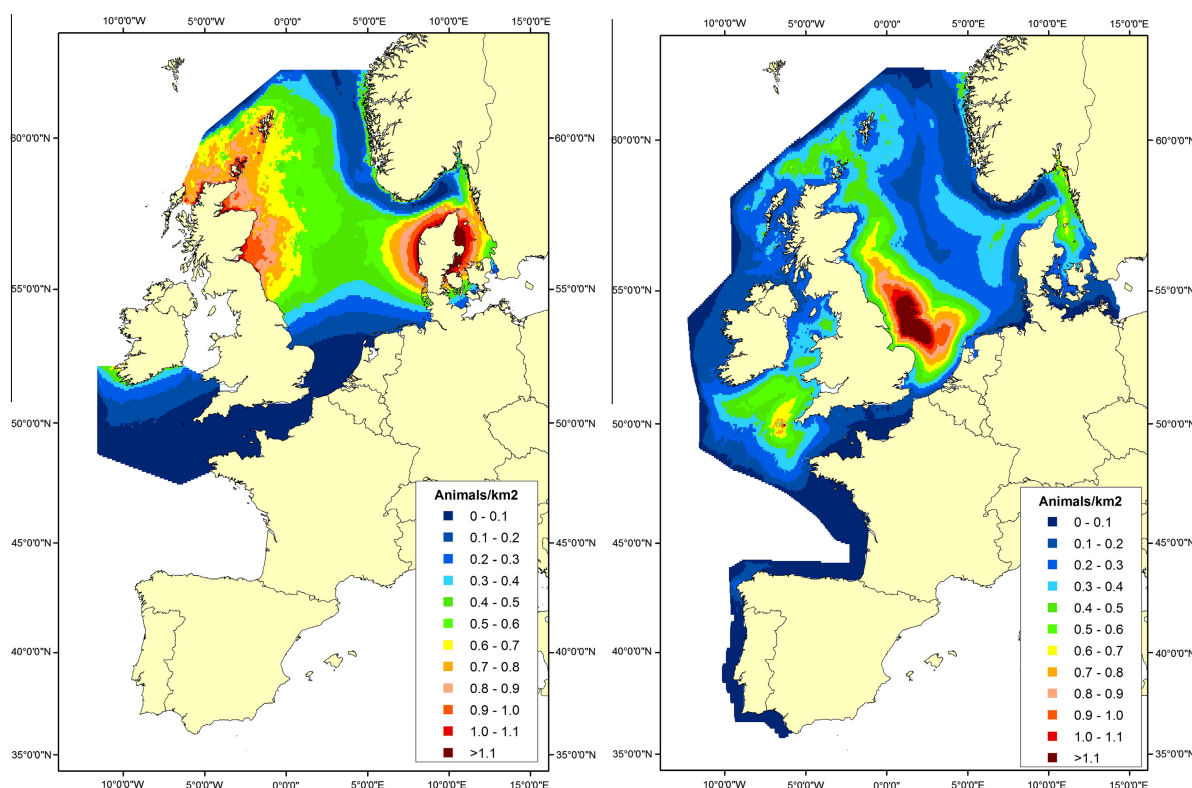 10°0'0"W 5°0'0"W 0°0'0" 5°0'0"E 10°0'0"E 15°0'0"E
60°0'0"N 60°0'0"N
55°0'0"N 55°0'0"N
50°0'0"N 50°0'0"N
45°0'0"N 45°0'0"N
40°0'0"N 40°0'0"N
35°0'0"N 35°0'0"N
Animals/km2
0 - 0.1
0.1 - 0.2
0.2 - 0.3
0.3 - 0.4
0.4 - 0.5
0.5 - 0.6
0.6 - 0.7
0.7 - 0.8
0.8 - 0.9
0.9 - 1.0
1.0 - 1.1
>1.1
10°0'0"W 5°0'0"W 0°0'0" 5°0'0"E 10°0'0"E 15°0'0"E
10°0'0"W 5°0'0"W 0°0'0" 5°0'0"E 10°0'0"E 15°0'0"E
60°0'0"N 60°0'0"N
55°0'0"N 55°0'0"N
50°0'0"N 50°0'0"N
45°0'0"N 45°0'0"N
40°0'0"N 40°0'0"N
35°0'0"N 35°0'0"N
Animals/km2
0 - 0.1
0.1 - 0.2
0.2 - 0.3
0.3 - 0.4
0.4 - 0.5
0.5 - 0.6
0.6 - 0.7
0.7 - 0.8
0.8 - 0.9
0.9 - 1.0
1.0 - 1.1
>1.1
10°0'0"W 5°0'0"W 0°0'0" 5°0'0"E 10°0'0"E 15°0'0"E